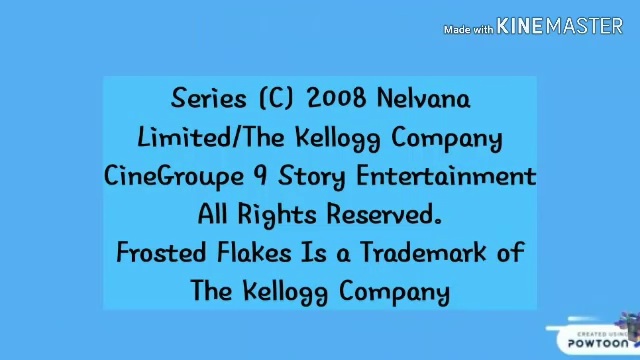 Made with KINEMASTER
Series (C) 2008 Nelvana
Limited/The Kellogg Company
CineGroupe 9 Story Entertainment
All Rights Reserved.
Frosted Flakes Is a Trademark of
The Kellogg Company
CREATED USING
POWTOON